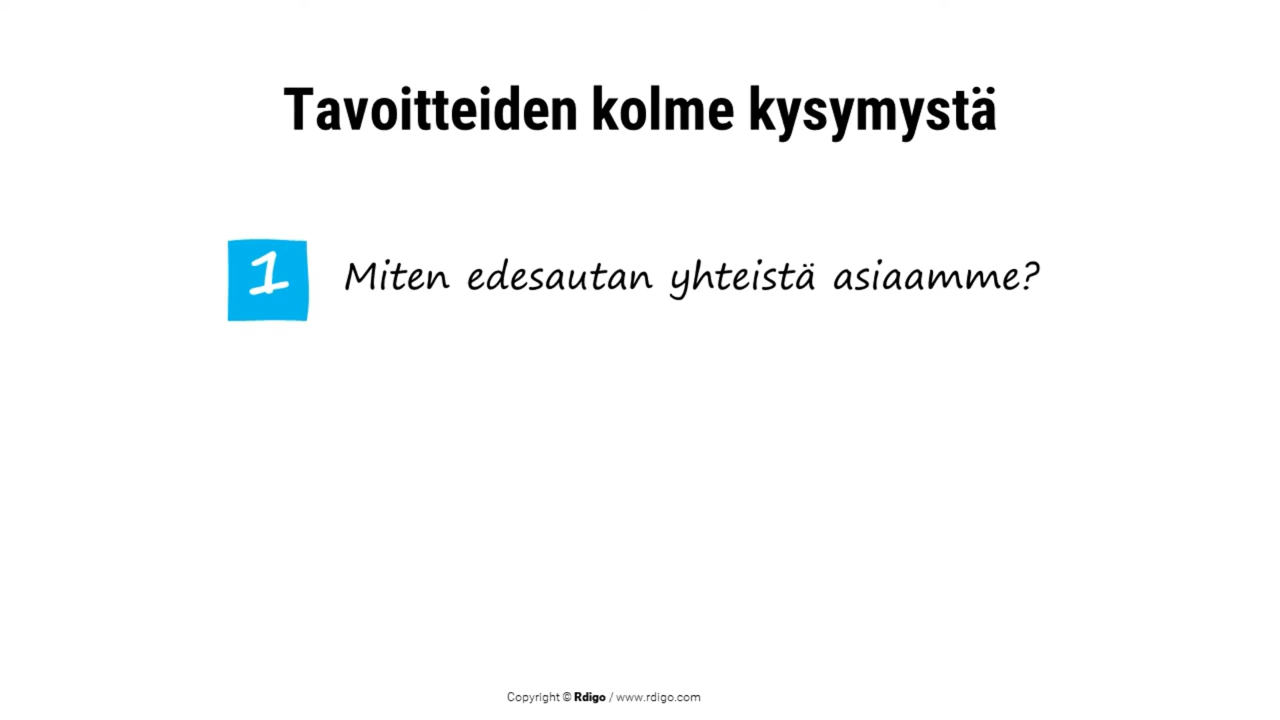 Tavoitteiden kolme kysymystä
1 Miten edesautan yhteistä asiaamme?
Copyright © Rdigo / www.rdigo.com